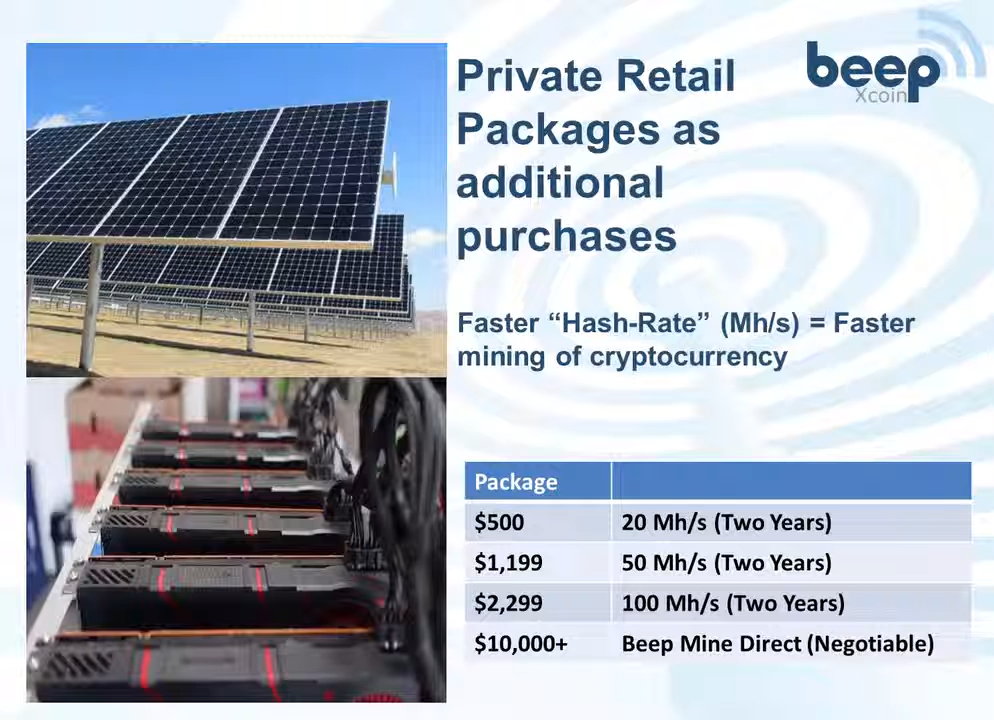 beep
Xcoin
Private Retail
Packages as
additional
purchases
Faster “Hash-Rate” (Mh/s) = Faster
mining of cryptocurrency
Package
$500 20 Mh/s (Two Years)
$1,199 50 Mh/s (Two Years)
$2,299 100 Mh/s (Two Years)
$10,000+ Beep Mine Direct (Negotiable)